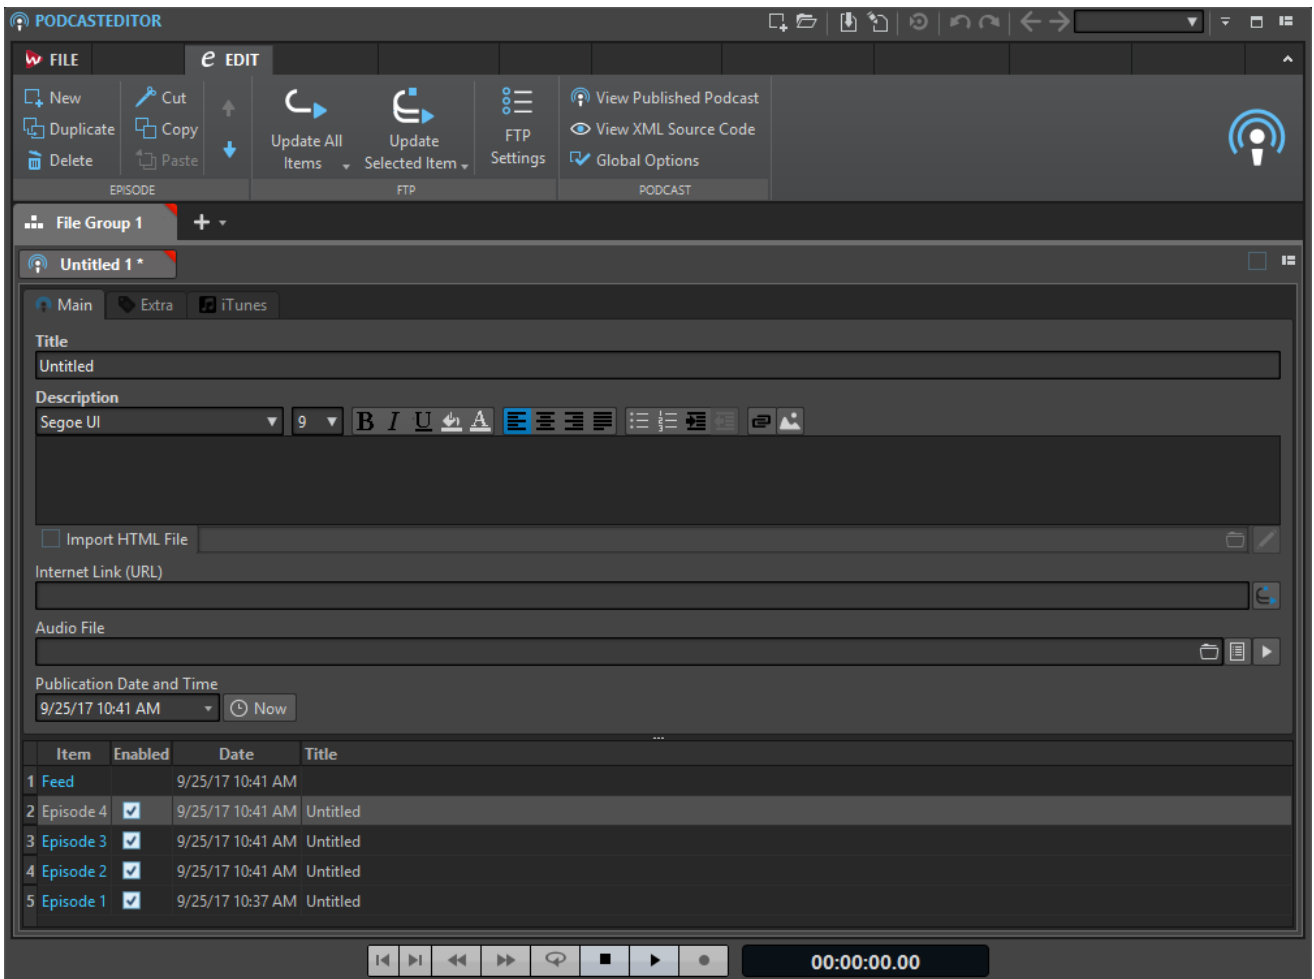 PODCASTEDITOR
FILE
EDIT
New
Cut
Duplicate
Copy
Delete
Paste
EPISODE
Update All
Items
Update
Selected Item
FTP
Settings
FTP
View Published Podcast
View XML Source Code
Global Options
PODCAST
File Group 1
Untitled 1 *
Main
Extra
iTunes
Title
Untitled
Description
Segoe UI
9
B I U A
Import HTML File
Internet Link (URL)
Audio File
Publication Date and Time
9/25/17 10:41 AM
Now
Item Enabled Date Title
1 Feed 9/25/17 10:41 AM
2 Episode 4 9/25/17 10:41 AM Untitled
3 Episode 3 9/25/17 10:41 AM Untitled
4 Episode 2 9/25/17 10:41 AM Untitled
5 Episode 1 9/25/17 10:37 AM Untitled
00:00:00.00